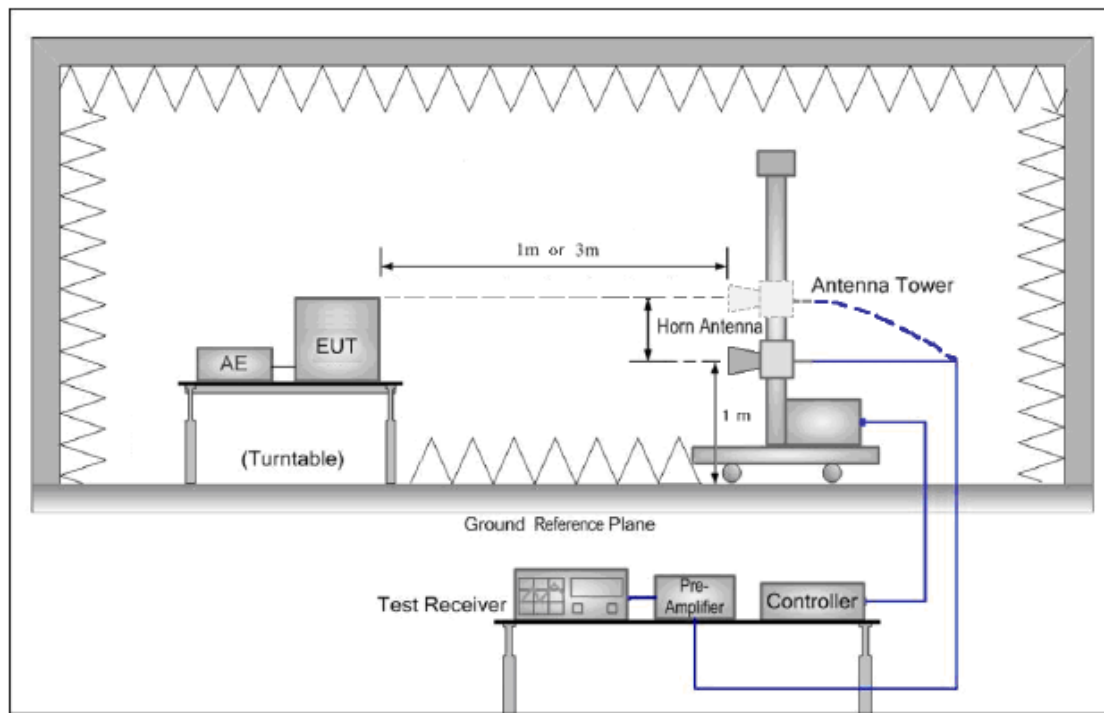 1m or 3m
Antenna Tower
Horn Antenna
EUT
AE
1 m
(Turntable)
Ground Reference Plane
Test Receiver
Pre-
Amplifier
Controller